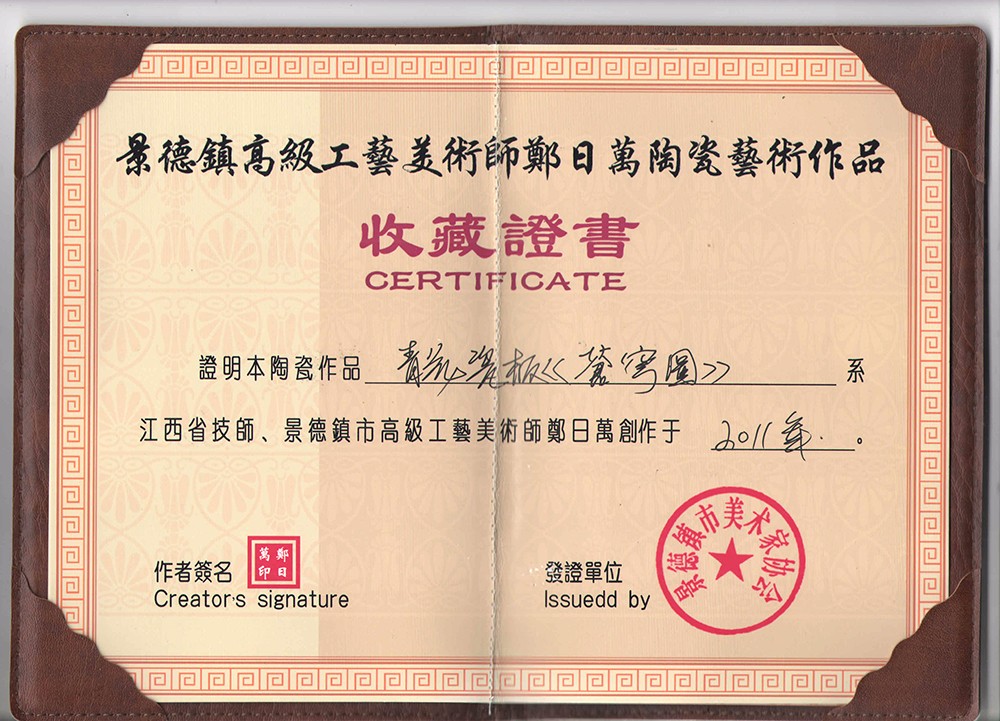 景德鎮高級工藝美術師鄭日萬陶瓷藝術作品
收藏證書
CERTIFICATE
證明本陶瓷作品 青花瓷板《蒼穹圖》 系
江西省技師、景德鎮市高級工藝美術師鄭日萬創作于 2011年.。
作者簽名
Creator's signature
鄭日萬印
發證單位
Issuedd by
景德鎮市美术家协会